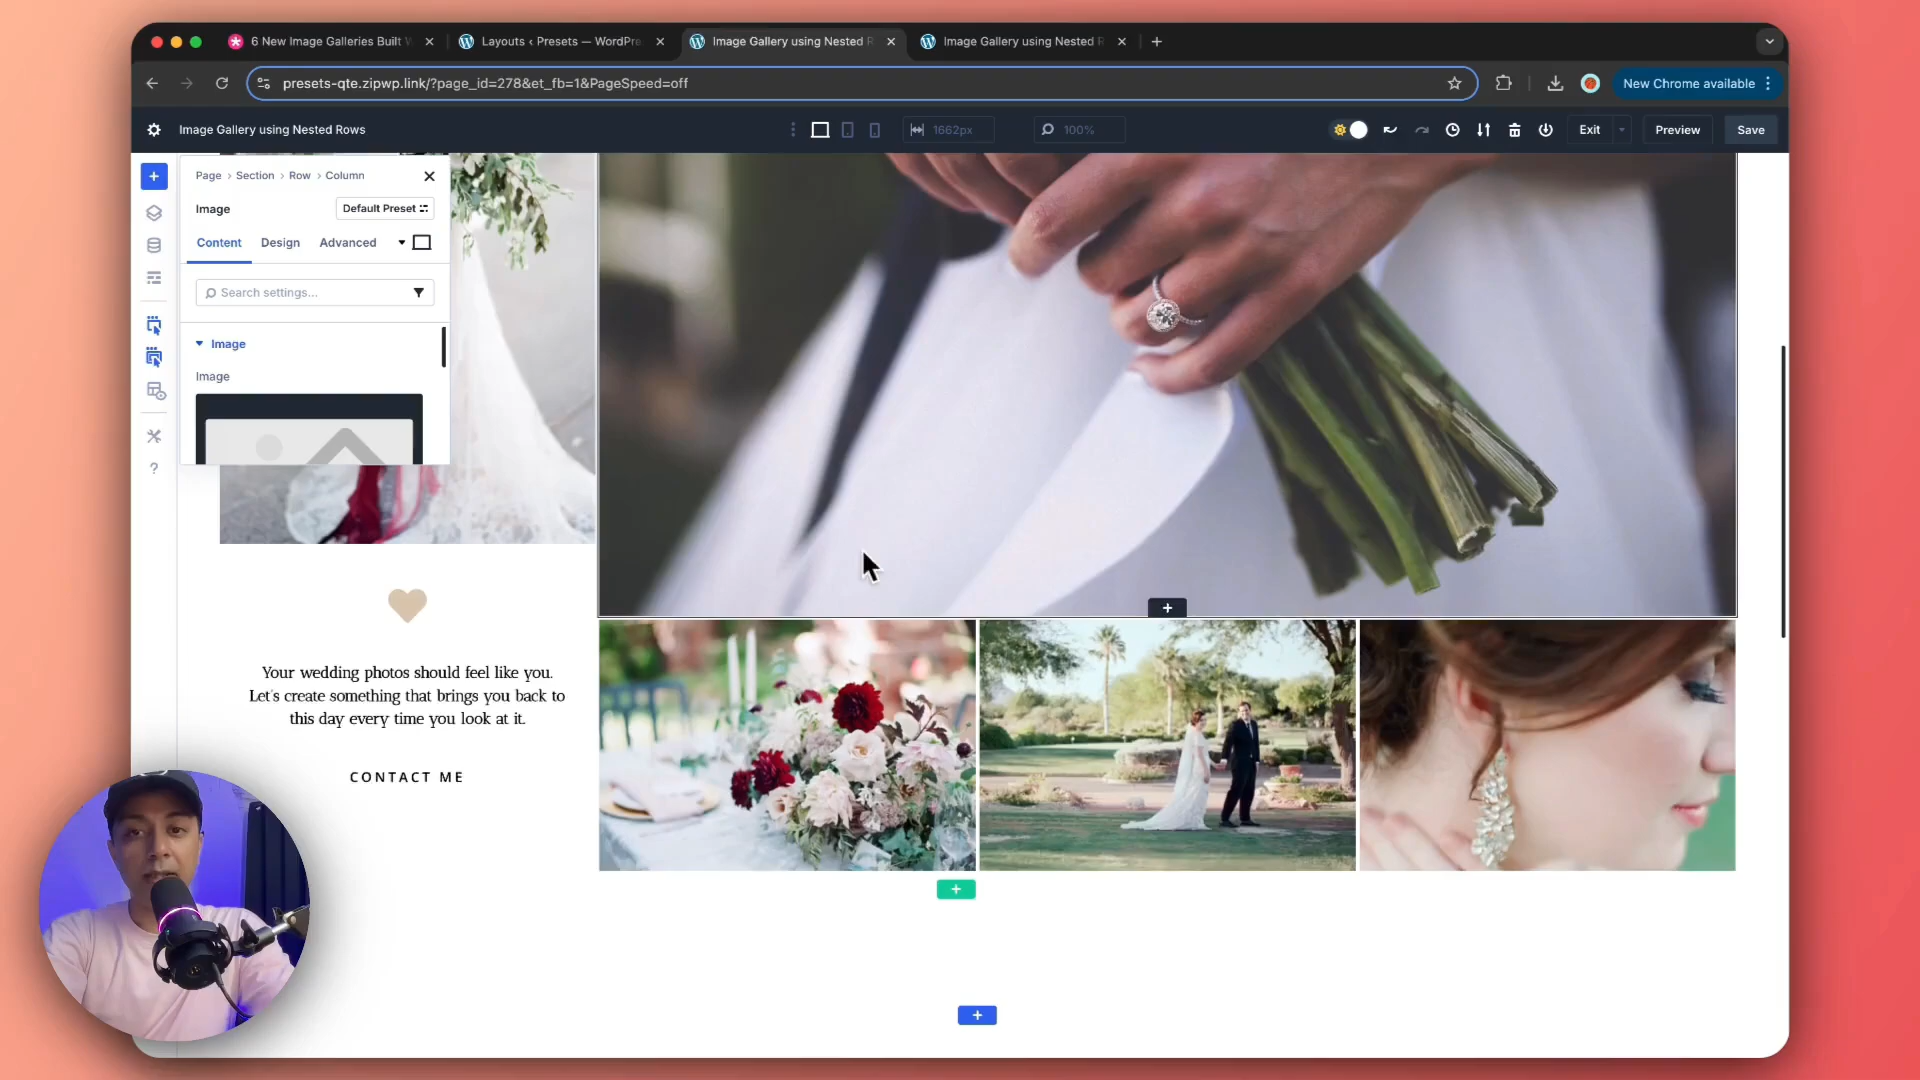 6 New Image Galleries Built W
Layouts ‹ Presets — WordPre
Image Gallery using Nested R
Image Gallery using Nested R
presets-qte.zipwp.link/?page_id=278&et_fb=1&PageSpeed=off
New Chrome available
Image Gallery using Nested Rows
1662px
100%
Exit
Preview
Save
Page › Section › Row › Column
Image
Default Preset
Content
Design
Advanced
Search settings...
Image
Image
Your wedding photos should feel like you.
Let's create something that brings you back to
this day every time you look at it.
CONTACT ME